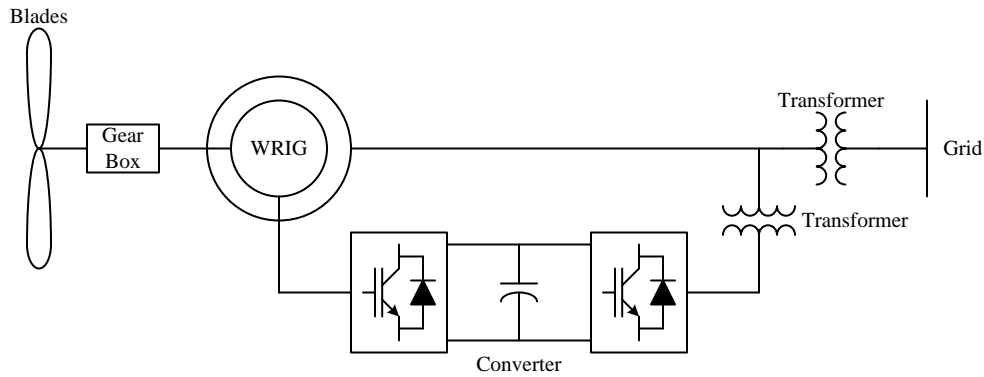 Blades
Transformer
Gear
Box
WRIG
Grid
Transformer
Converter